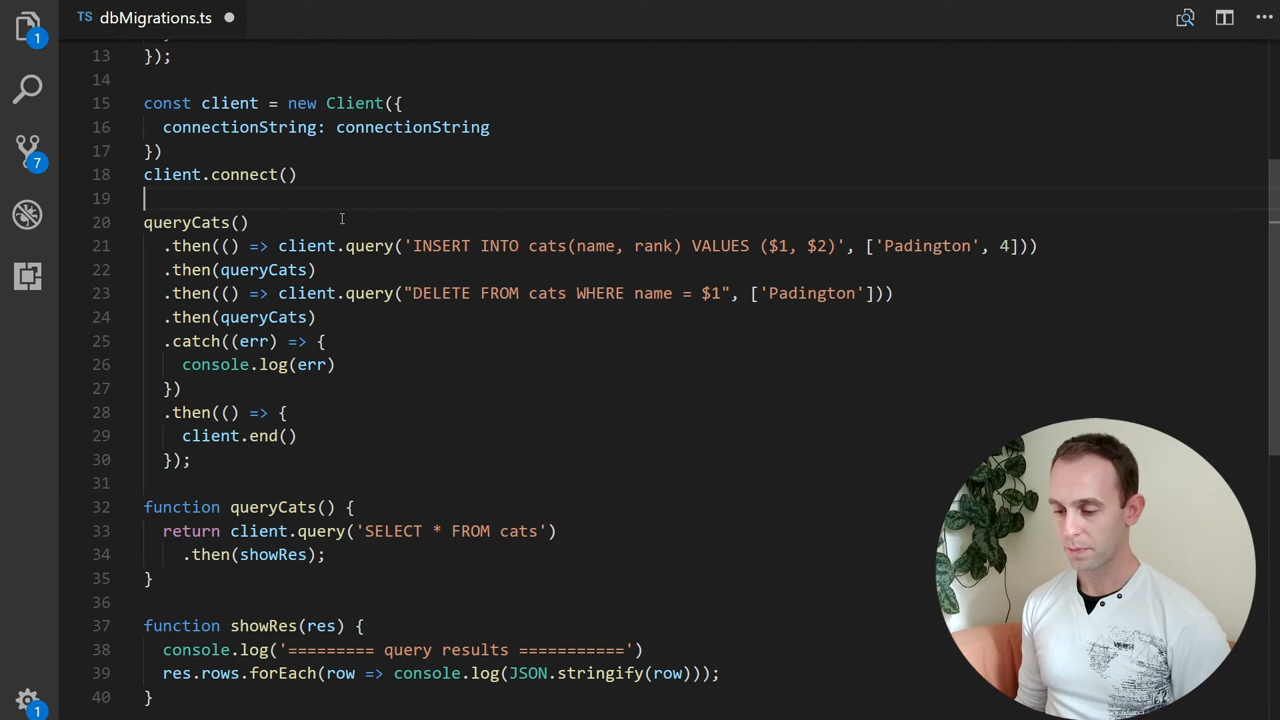 TS dbMigrations.ts
1
7
1
13 });
14
15 const client = new Client({
16 connectionString: connectionString
17 })
18 client.connect()
19
20 queryCats()
21 .then(() => client.query('INSERT INTO cats(name, rank) VALUES ($1, $2)', ['Padington', 4]))
22 .then(queryCats)
23 .then(() => client.query("DELETE FROM cats WHERE name = $1", ['Padington']))
24 .then(queryCats)
25 .catch((err) => {
26 console.log(err)
27 })
28 .then(() => {
29 client.end()
30 });
31
32 function queryCats() {
33 return client.query('SELECT * FROM cats')
34 .then(showRes);
35 }
36
37 function showRes(res) {
38 console.log('========= query results ===========')
39 res.rows.forEach(row => console.log(JSON.stringify(row)));
40 }